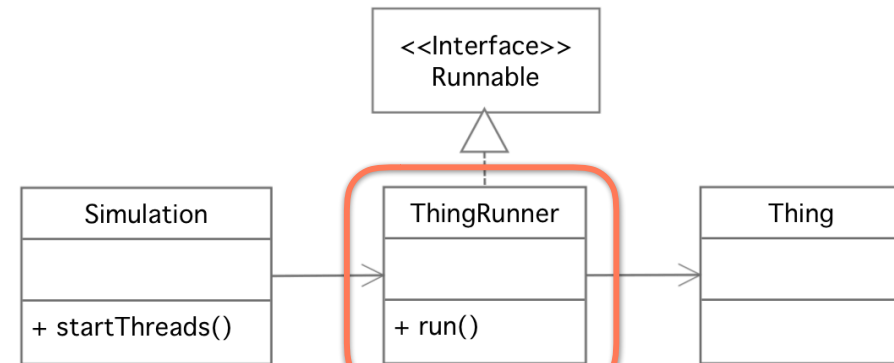 <<Interface>>
Runnable
Simulation
ThingRunner
Thing
+ startThreads()
+ run()